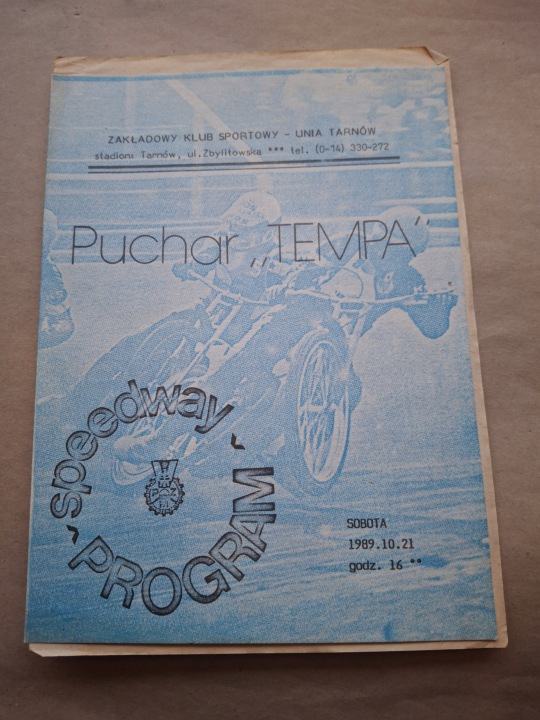 ZAKŁADOWY KLUB SPORTOWY - UNIA TARNÓW
stadion: Tarnów, ul.Zbylitowska *** tel. (0-14) 330-272
Puchar „TEMPA"
speedway
PROGRAM
SOBOTA
1989.10.21
godz. 16 °°